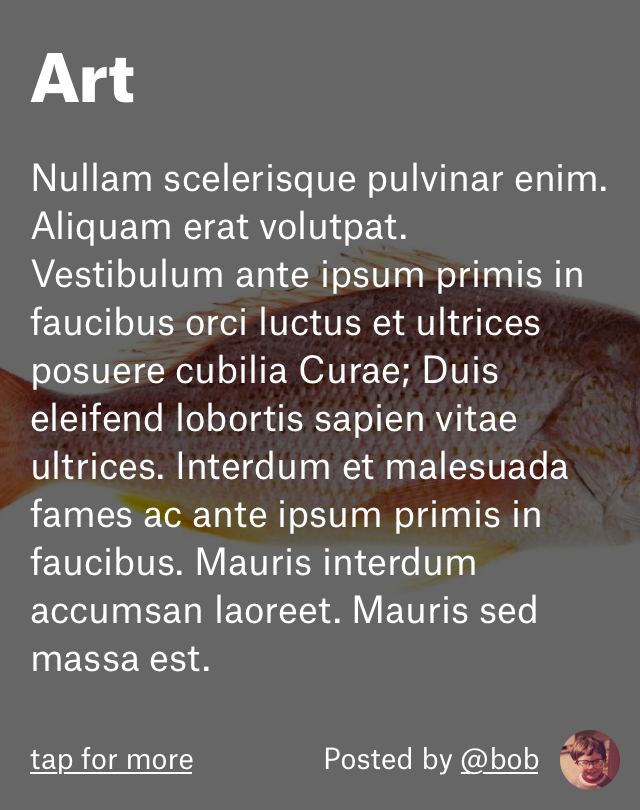 Art
Nullam scelerisque pulvinar enim.
Aliquam erat volutpat.
Vestibulum ante ipsum primis in
faucibus orci luctus et ultrices
posuere cubilia Curae; Duis
eleifend lobortis sapien vitae
ultrices. Interdum et malesuada
fames ac ante ipsum primis in
faucibus. Mauris interdum
accumsan laoreet. Mauris sed
massa est.
tap for more
Posted by @bob